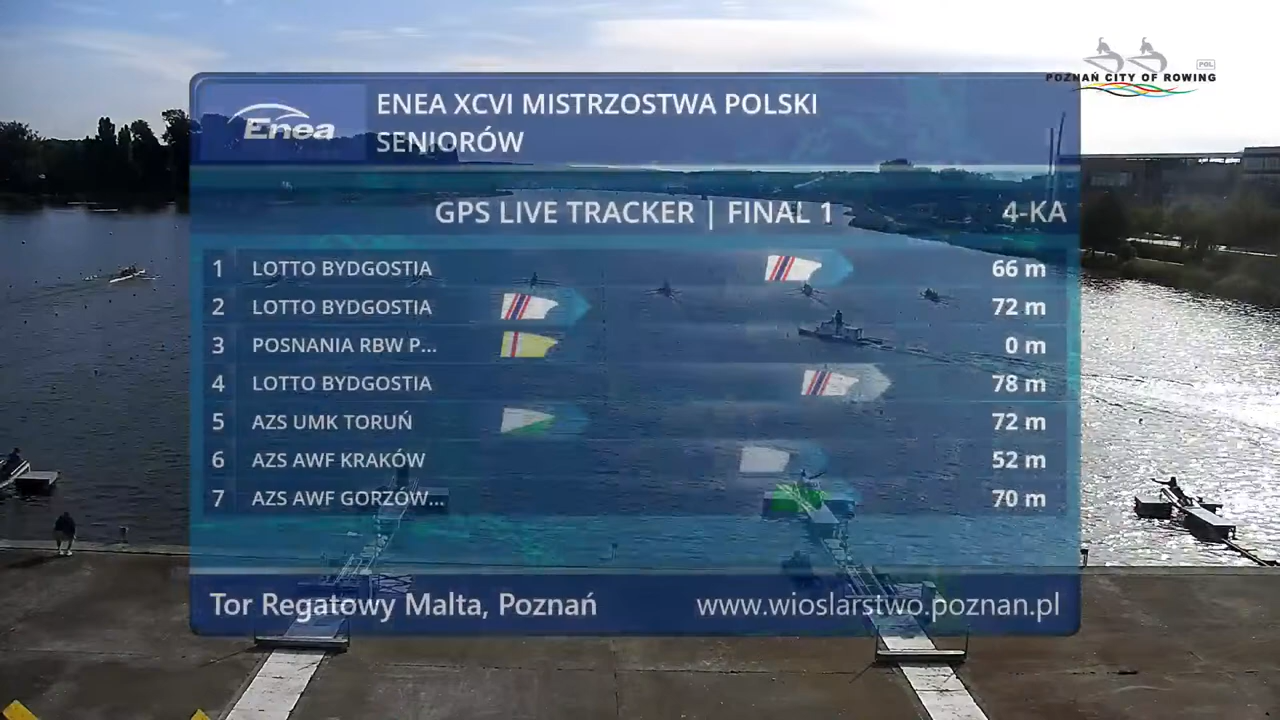 PGL
POZNAŃ CITY OF ROWING
Enea
ENEA XCVI MISTRZOSTWA POLSKI
SENIORÓW
GPS LIVE TRACKER | FINAŁ 1 4-KA
1 LOTTO BYDGOSTIA 66 m
2 LOTTO BYDGOSTIA 72 m
3 POSNANIA RBW P... 0 m
4 LOTTO BYDGOSTIA 78 m
5 AZS UMK TORUŃ 72 m
6 AZS AWF KRAKÓW 52 m
7 AZS AWF GORZÓW... 70 m
Tor Regatowy Malta, Poznań www.wioslarstwo.poznan.pl